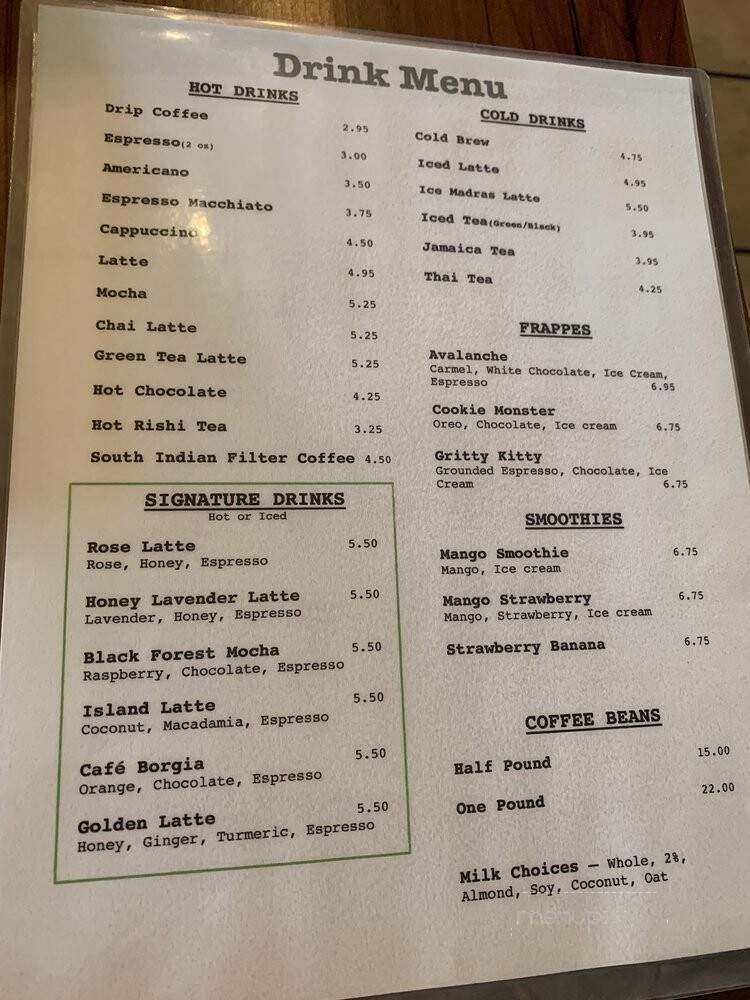 Drink Menu
HOT DRINKS
Drip Coffee 2.95
Espresso(2 oz) 3.00
Americano 3.50
Espresso Macchiato 3.75
Cappuccino 4.50
Latte 4.95
Mocha 5.25
Chai Latte 5.25
Green Tea Latte 5.25
Hot Chocolate 4.25
Hot Rishi Tea 3.25
South Indian Filter Coffee 4.50
SIGNATURE DRINKS
Hot or Iced
Rose Latte 5.50
Rose, Honey, Espresso
Honey Lavender Latte 5.50
Lavender, Honey, Espresso
Black Forest Mocha 5.50
Raspberry, Chocolate, Espresso
Island Latte 5.50
Coconut, Macadamia, Espresso
Café Borgia 5.50
Orange, Chocolate, Espresso
Golden Latte 5.50
Honey, Ginger, Turmeric, Espresso
COLD DRINKS
Cold Brew 4.75
Iced Latte 4.95
Ice Madras Latte 5.50
Iced Tea(Green/Black) 3.95
Jamaica Tea 3.95
Thai Tea 4.25
FRAPPES
Avalanche
Carmel, White Chocolate, Ice Cream,
Espresso 6.95
Cookie Monster
Oreo, Chocolate, Ice cream 6.75
Gritty Kitty
Grounded Espresso, Chocolate, Ice
Cream 6.75
SMOOTHIES
Mango Smoothie 6.75
Mango, Ice cream
Mango Strawberry 6.75
Mango, Strawberry, Ice cream
Strawberry Banana 6.75
COFFEE BEANS
Half Pound 15.00
One Pound 22.00
Milk Choices — Whole, 2%,
Almond, Soy, Coconut, Oat